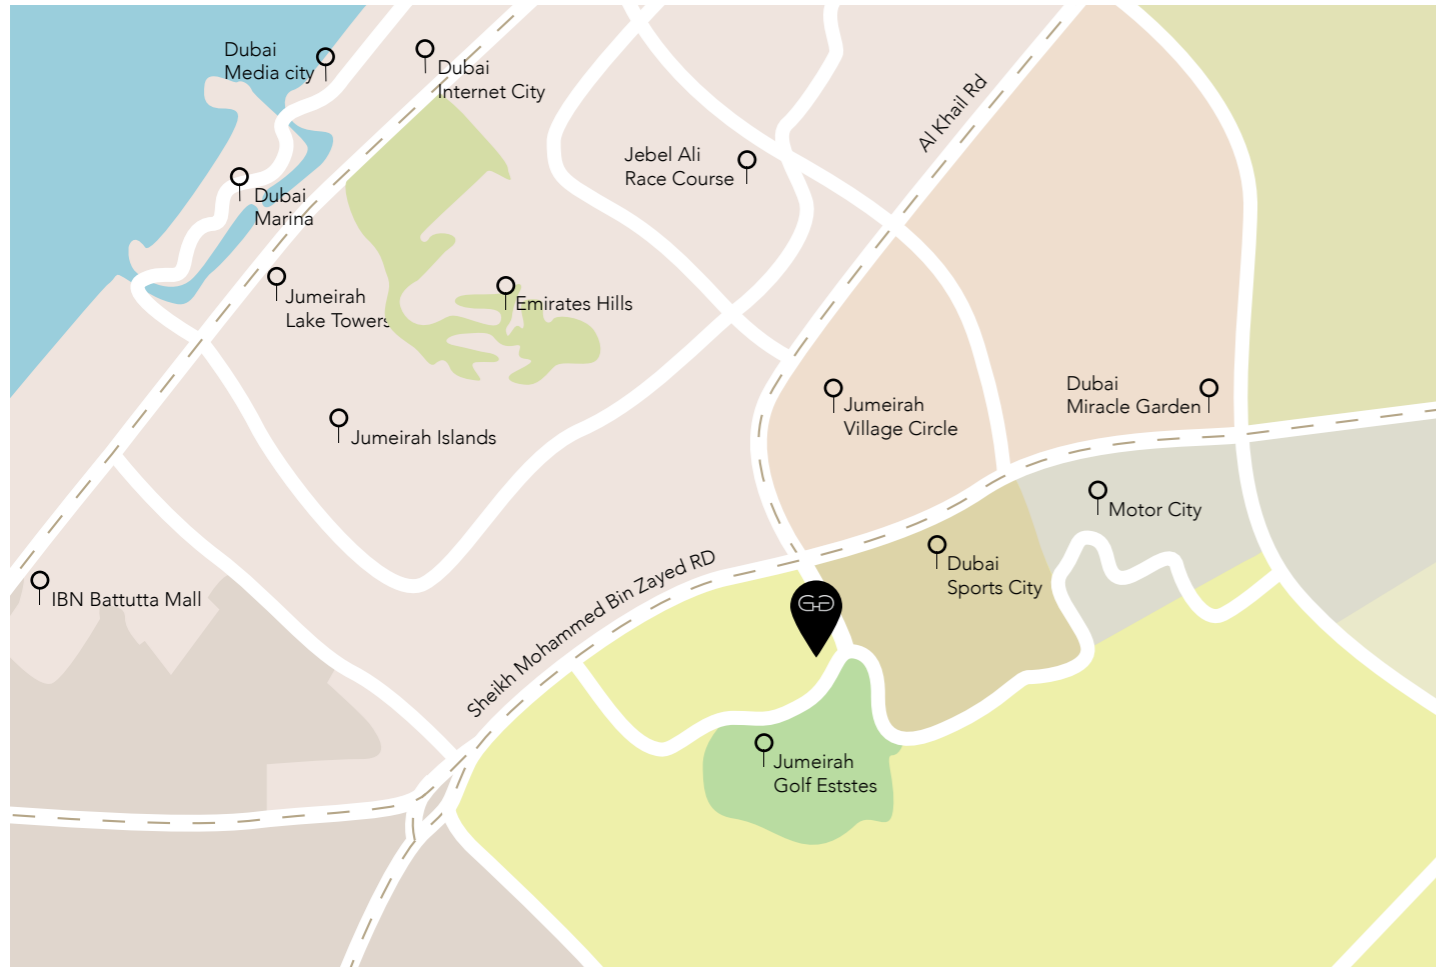 Dubai
Media city
Dubai
Internet City
Al Khail Rd
Jebel Ali
Race Course
Dubai
Marina
Jumeirah
Lake Towers
Emirates Hills
Jumeirah Islands
Jumeirah
Village Circle
Dubai
Miracle Garden
Motor City
Dubai
Sports City
Sheikh Mohammed Bin Zayed RD
IBN Battutta Mall
Jumeirah
Golf Eststes